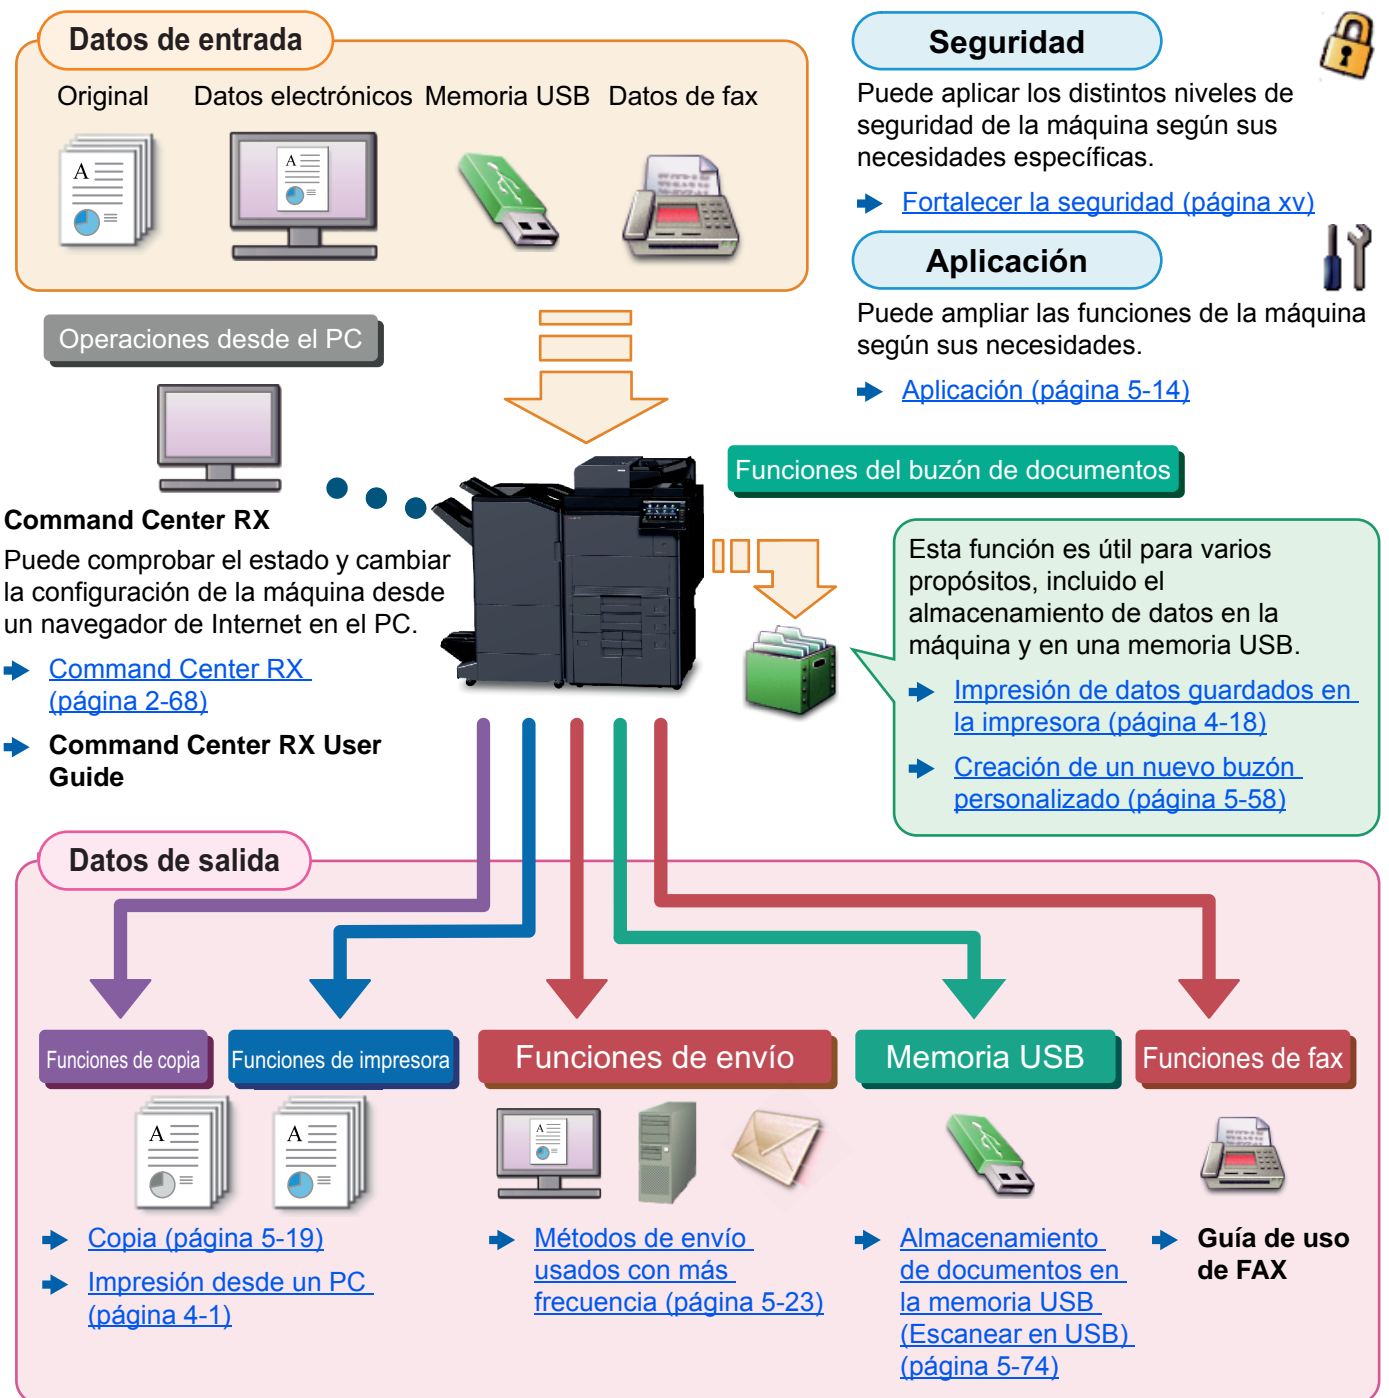 Datos de entrada
Original
Datos electrónicos
Memoria USB
Datos de fax
Seguridad
Puede aplicar los distintos niveles de
seguridad de la máquina según sus
necesidades específicas.
Fortalecer la seguridad (página xv)
Aplicación
Puede ampliar las funciones de la máquina
según sus necesidades.
Aplicación (página 5-14)
Operaciones desde el PC
Command Center RX
Puede comprobar el estado y cambiar
la configuración de la máquina desde
un navegador de Internet en el PC.
Command Center RX
(página 2-68)
Command Center RX User
Guide
Funciones del buzón de documentos
Esta función es útil para varios
propósitos, incluido el
almacenamiento de datos en la
máquina y en una memoria USB.
Impresión de datos guardados en
la impresora (página 4-18)
Creación de un nuevo buzón
personalizado (página 5-58)
Datos de salida
Funciones de copia
Funciones de impresora
Funciones de envío
Memoria USB
Funciones de fax
Copia (página 5-19)
Impresión desde un PC
(página 4-1)
Métodos de envío
usados con más
frecuencia (página 5-23)
Almacenamiento
de documentos en
la memoria USB
(Escanear en USB)
(página 5-74)
Guía de uso
de FAX